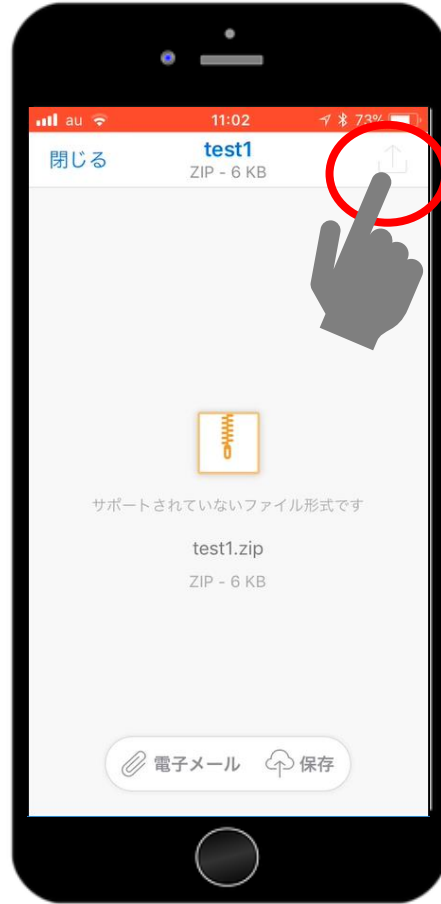 au 11:02 73%
閉じる test1
ZIP - 6 KB
サポートされていないファイル形式です
test1.zip
ZIP - 6 KB
電子メール 保存